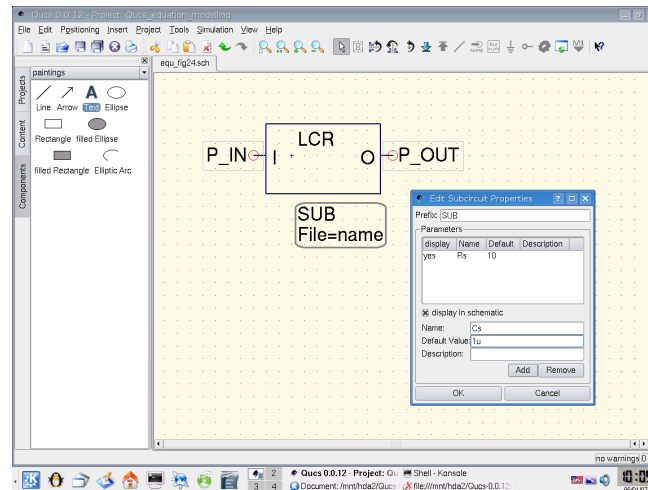 Qucs 0.0.12 - Project: Qucs_equation_modelling
File Edit Positioning Insert Project Tools Simulation View Help
equ_fig24.sch
Projects
Content
Components
paintings
Line Arrow Text Ellipse
Rectangle filled Ellipse
filled Rectangle Elliptic Arc
LCR
P_IN I O P_OUT
SUB
File=name
Edit Subcircuit Properties
Prefix: SUB
Parameters
display Name Default Description
yes Rs 10
display in schematic
Name: Cs
Default Value: 1u
Description:
Add Remove
OK Cancel
no warnings 0
2
3 4
Qucs 0.0.12 - Project: Qu
Shell - Konsole
Document: /mnt/hda2/Qucs
file:///mnt/hda2/Qucs-0.0.12